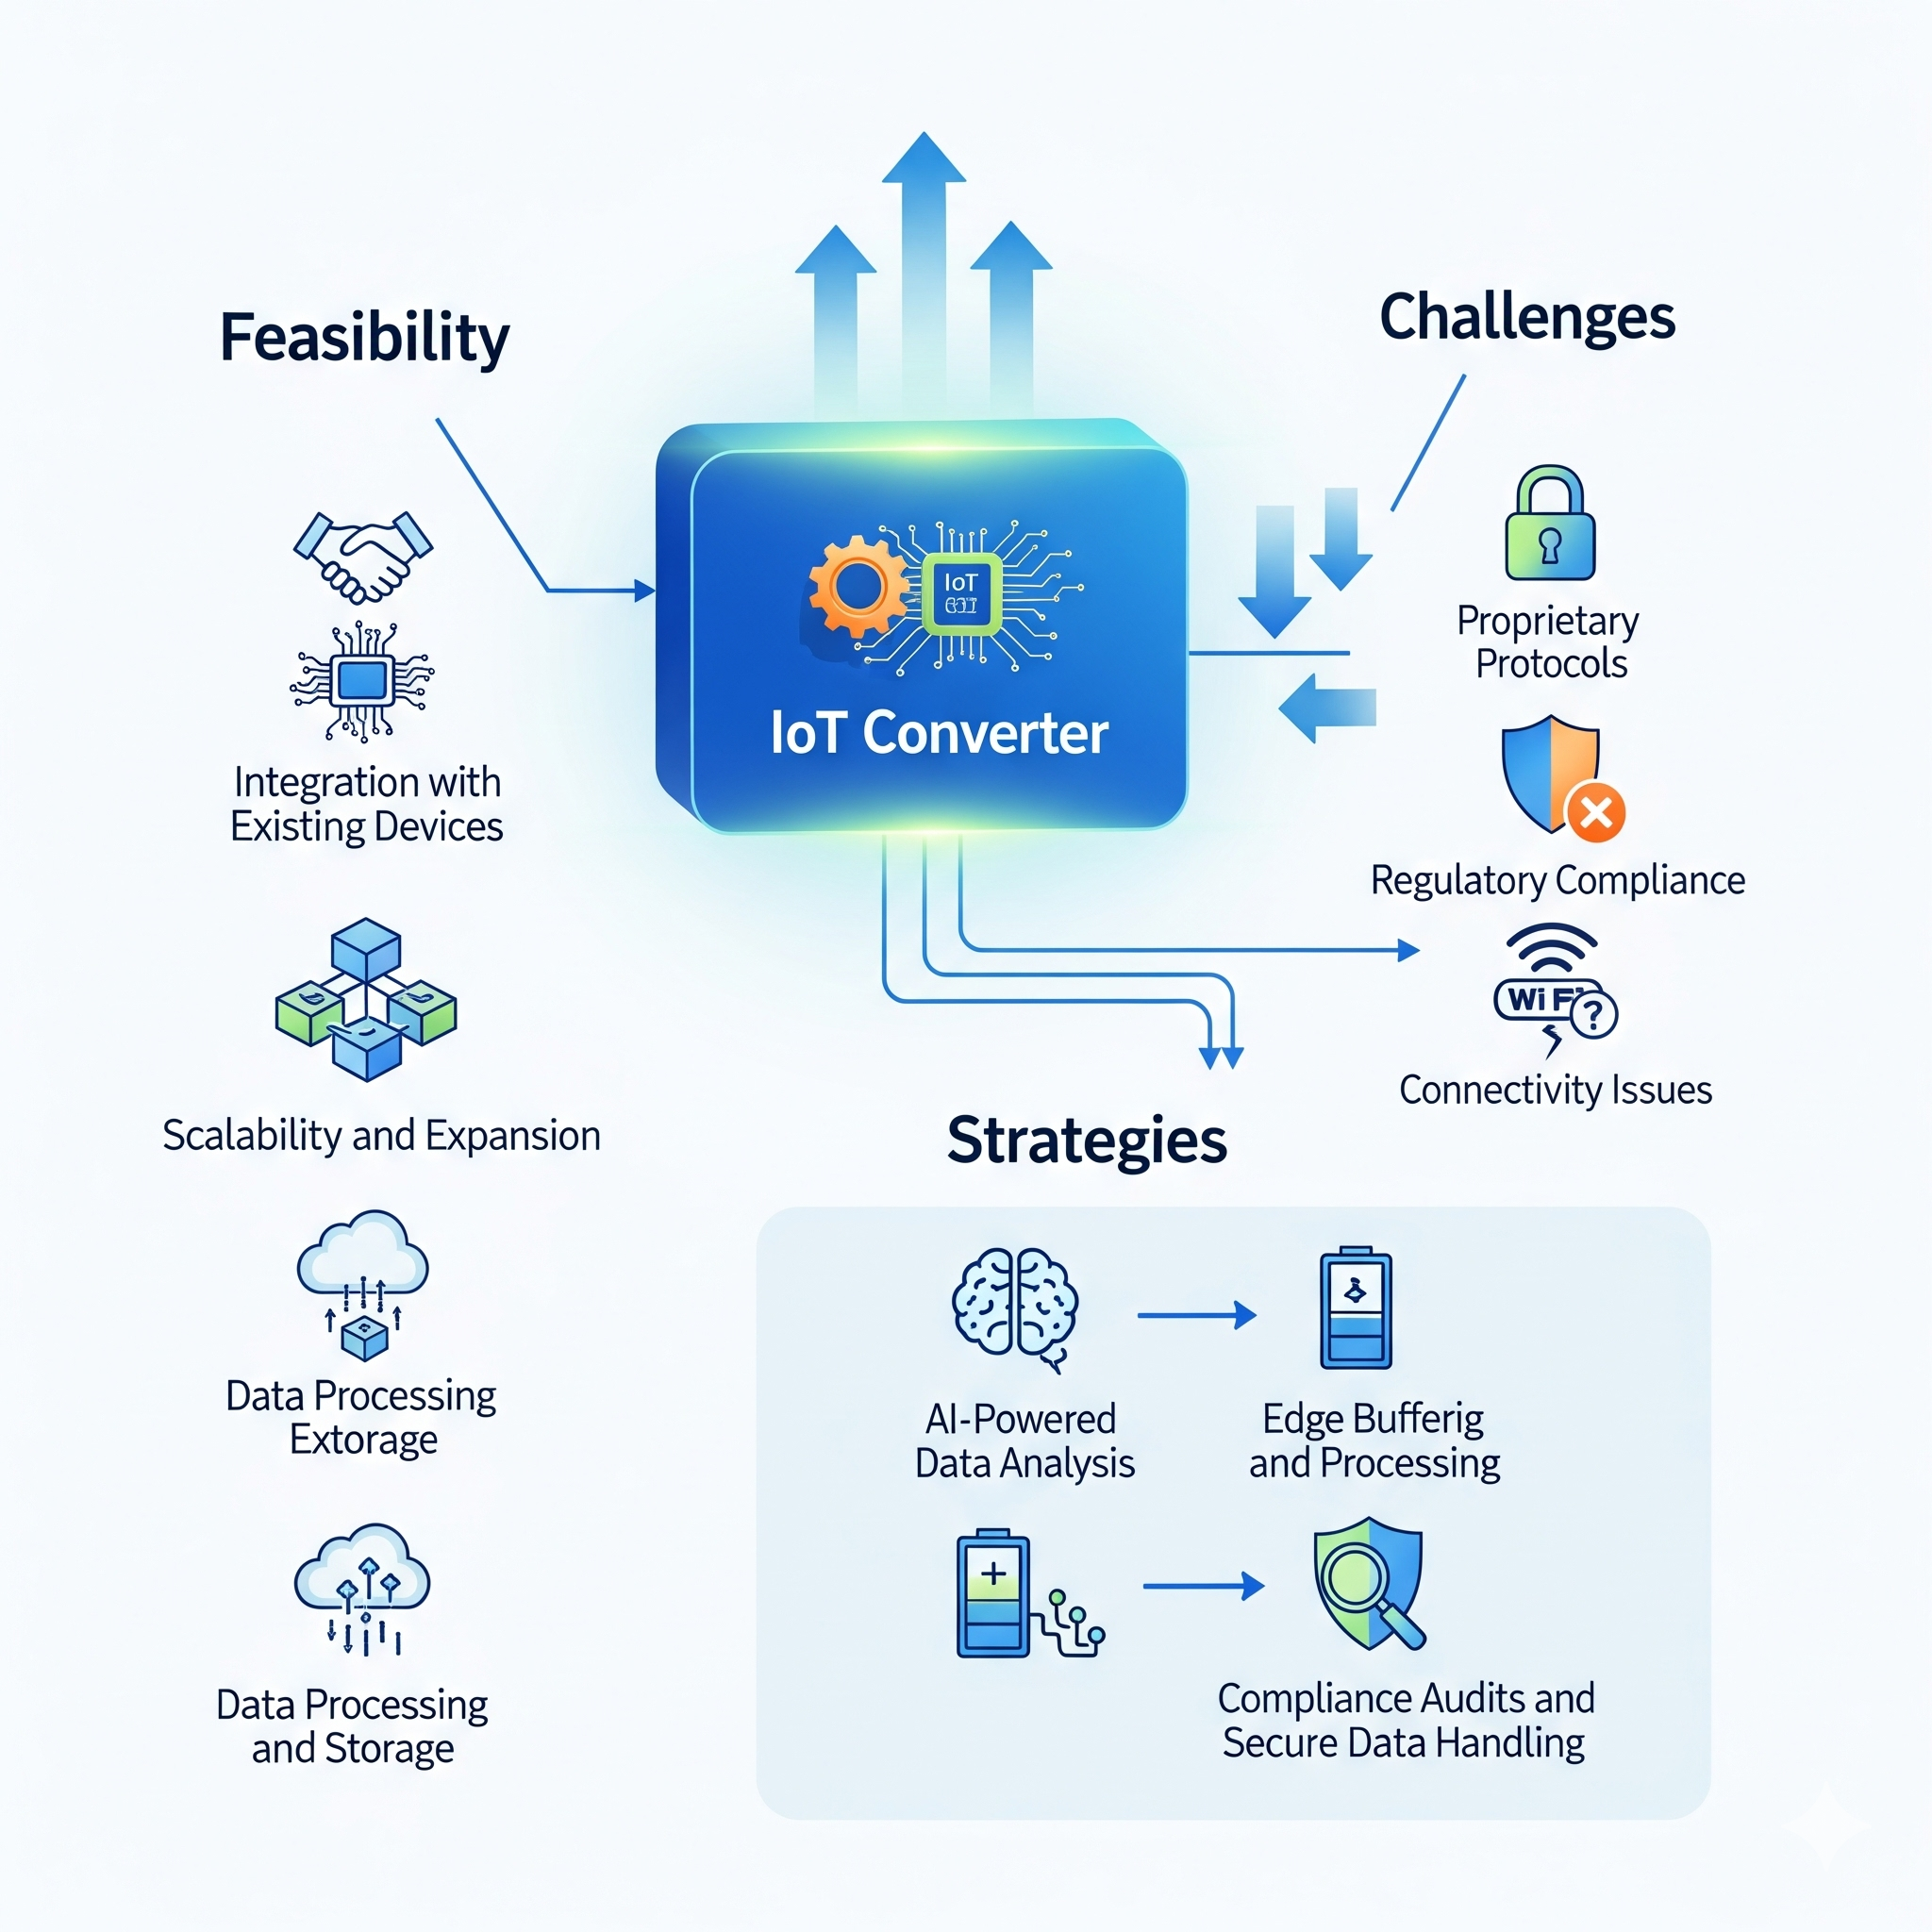 Feasibility
Integration with
Existing Devices
Scalability and Expansion
Data Processing
Extorage
Data Processing
and Storage
IoT
IoT Converter
Challenges
Proprietary
Protocols
Regulatory Compliance
Wi Fi
?
Connectivity Issues
Strategies
AI-Powered
Data Analysis
Edge Bufferig
and Processing
Compliance Audits and
Secure Data Handling